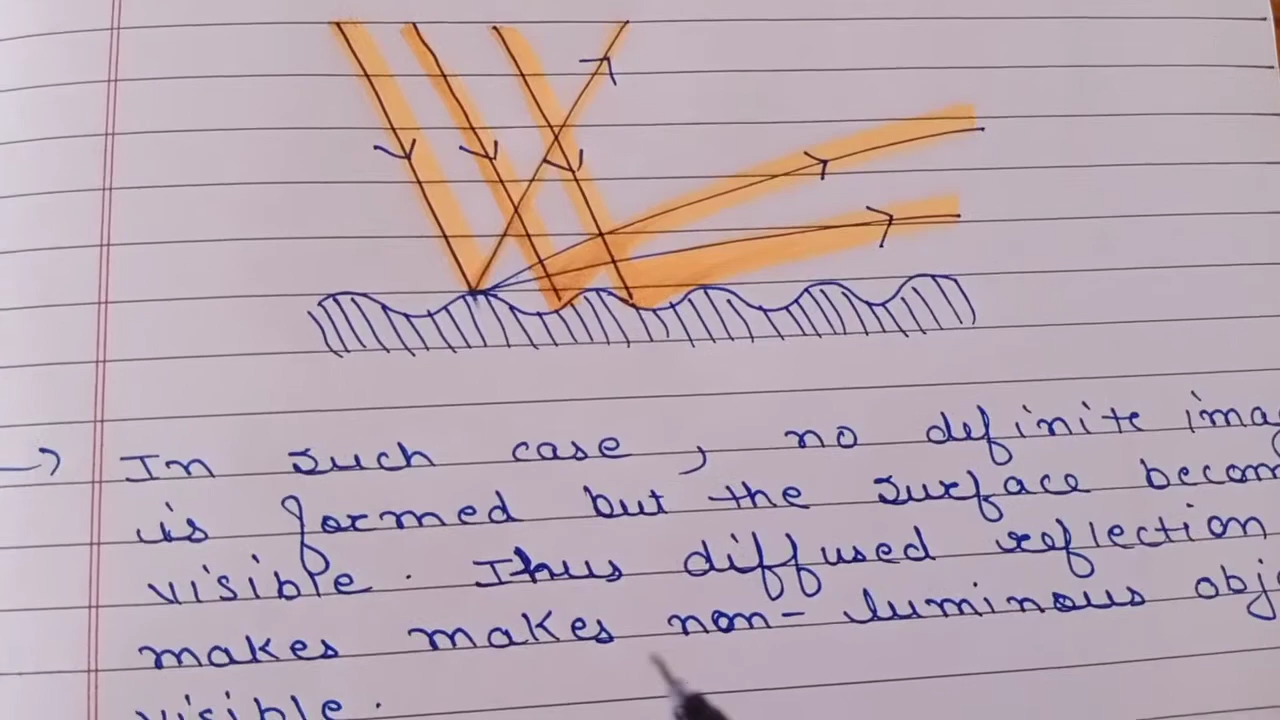 → In such case, no definite ima
is formed but the surface becom
visible. Thus diffused reflection
makes makes non-luminous obj
visible.